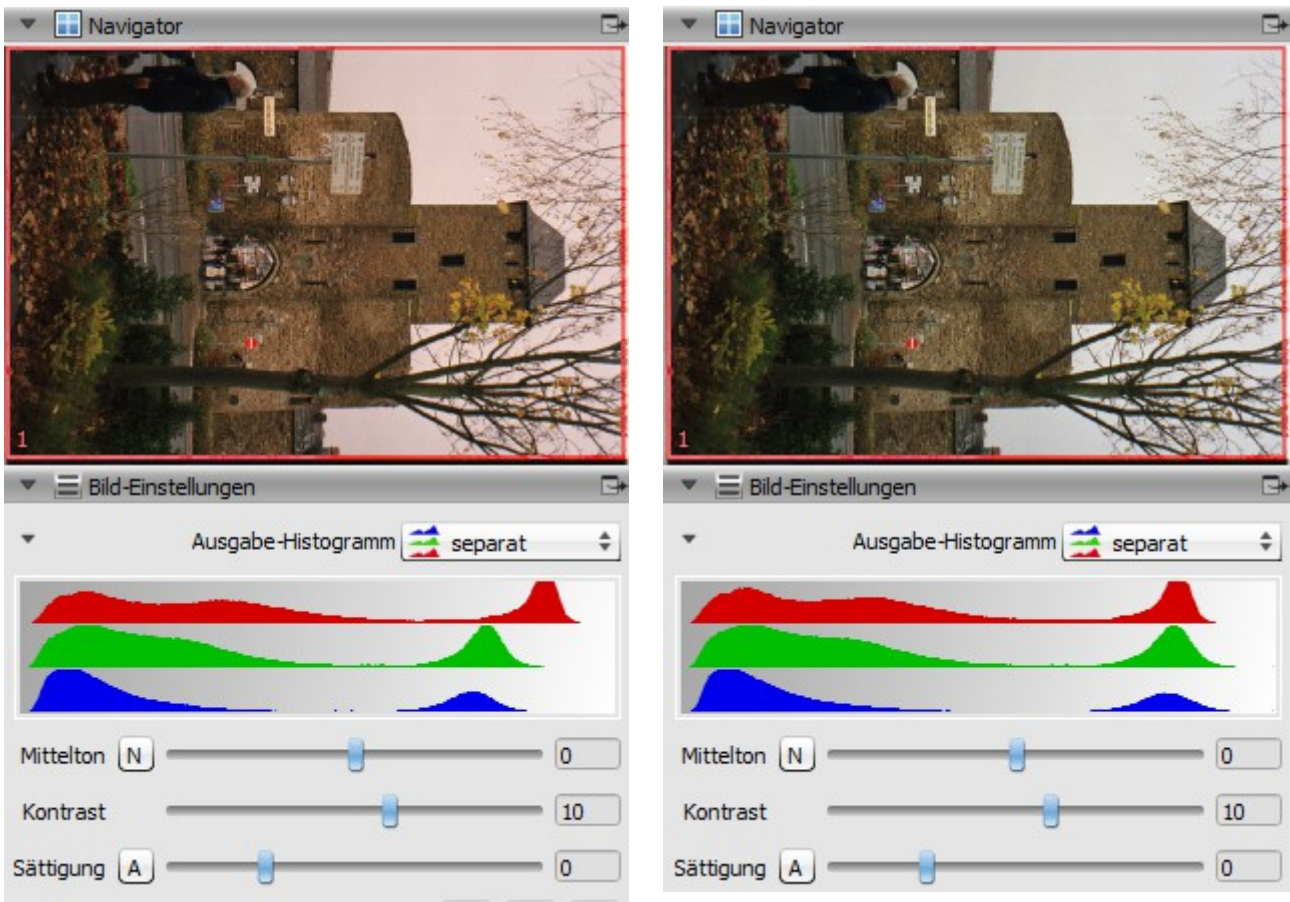 Navigator
1
Bild-Einstellungen
Ausgabe-Histogramm separat
Mittelton N 0
Kontrast 10
Sättigung A 0
Navigator
1
Bild-Einstellungen
Ausgabe-Histogramm separat
Mittelton N 0
Kontrast 10
Sättigung A 0